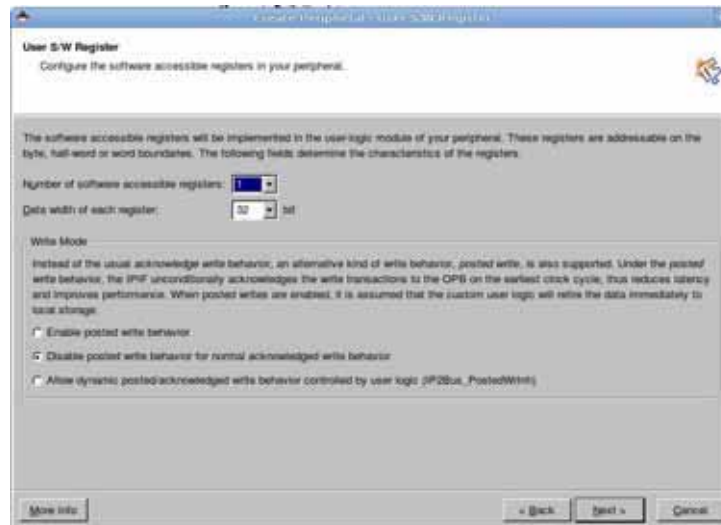 Create Peripheral - User S/W Register
User S/W Register
Configure the software accessible registers in your peripheral.
The software accessible registers will be implemented in the user-logic module of your peripheral. These registers are addressable on the
byte, half-word or word boundaries. The following fields determine the characteristics of the registers.
Number of software accessible registers: 1
Data width of each register: 32 bit
Write Mode
Instead of the usual acknowledge write behavior, an alternative kind of write behavior, posted write, is also supported. Under the posted
write behavior, the IPIF unconditionally acknowledges the write transactions to the OPB on the earliest clock cycle, thus reduces latency
and improves performance. When posted writes are enabled, it is assumed that the custom user logic will retire the data immediately to
local storage.
Enable posted write behavior
Disable posted write behavior for normal acknowledged write behavior
Allow dynamic posted/acknowledged write behavior controlled by user logic (IP2Bus_PostedWrInh)
More Info
< Back
Next >
Cancel